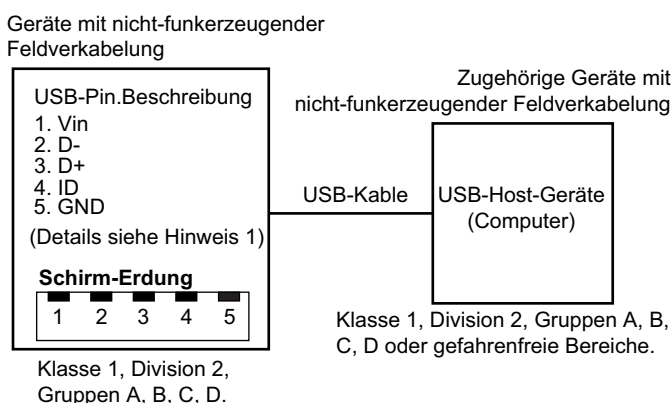 Geräte mit nicht-funkerzeugender
Feldverkabelung
USB-Pin.Beschreibung
1. Vin
2. D-
3. D+
4. ID
5. GND
(Details siehe Hinweis 1)
Schirm-Erdung
1 2 3 4 5
Klasse 1, Division 2,
Gruppen A, B, C, D.
USB-Kable
Zugehörige Geräte mit
nicht-funkerzeugender Feldverkabelung
USB-Host-Geräte
(Computer)
Klasse 1, Division 2, Gruppen A, B,
C, D oder gefahrenfreie Bereiche.